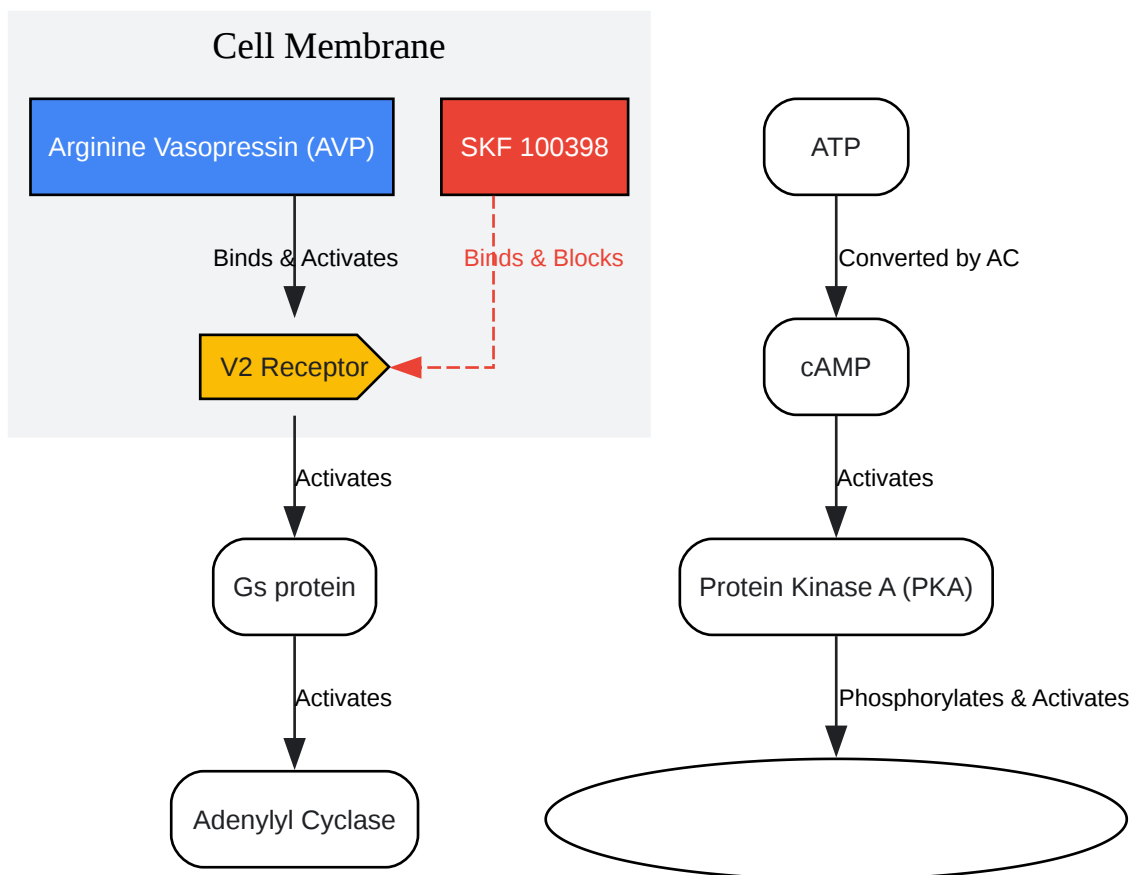 Cell Membrane
Arginine Vasopressin (AVP)
SKF 100398
ATP
Binds & Activates
Binds & Blocks
Converted by AC
V2 Receptor
cAMP
Activates
Activates
Gs protein
Protein Kinase A (PKA)
Activates
Phosphorylates & Activates
Adenylyl Cyclase